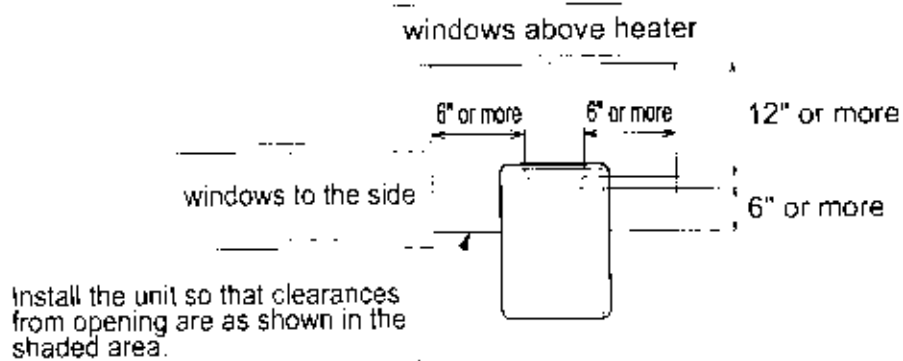 windows above heater
6" or more
6" or more
12" or more
windows to the side
6" or more
Install the unit so that clearances
from opening are as shown in the
shaded area.